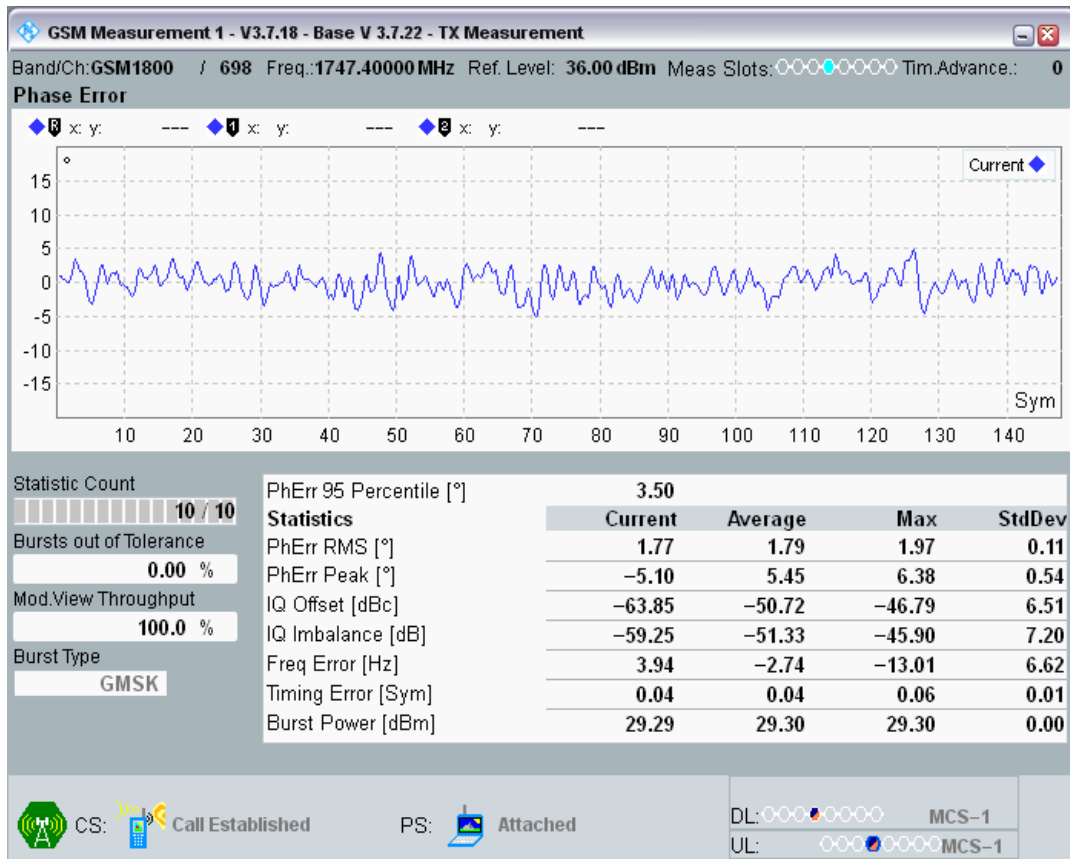 GSM Measurement 1 - V3.7.18 - Base V 3.7.22 - TX Measurement
Band/Ch:GSM1800 / 698 Freq.:1747.40000 MHz Ref. Level: 36.00 dBm Meas Slots: Tim.Advance.: 0
Phase Error
R x: y: --- 1 x: y: --- 2 x: y: ---
° Current
15
10
5
0
-5
-10
-15
Sym
10 20 30 40 50 60 70 80 90 100 110 120 130 140
Statistic Count
10 / 10
Bursts out of Tolerance
0.00 %
Mod.View Throughput
100.0 %
Burst Type
GMSK
PhErr 95 Percentile [°] 3.50
Statistics Current Average Max StdDev
PhErr RMS [°] 1.77 1.79 1.97 0.11
PhErr Peak [°] −5.10 5.45 6.38 0.54
IQ Offset [dBc] −63.85 −50.72 −46.79 6.51
IQ Imbalance [dB] −59.25 −51.33 −45.90 7.20
Freq Error [Hz] 3.94 −2.74 −13.01 6.62
Timing Error [Sym] 0.04 0.04 0.06 0.01
Burst Power [dBm] 29.29 29.30 29.30 0.00
CS: Call Established PS: Attached
DL: MCS−1
UL: MCS−1